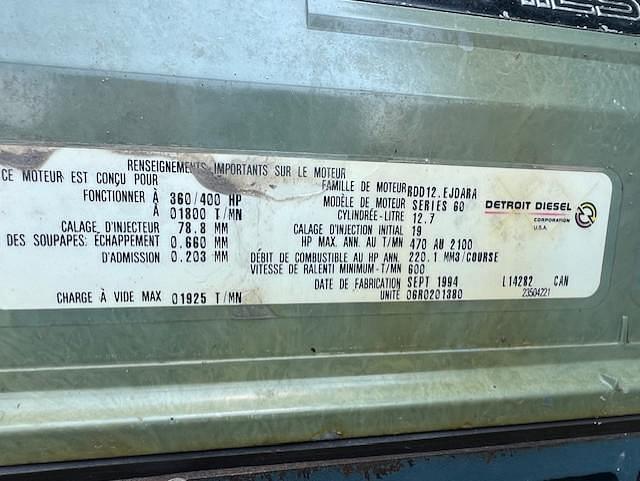 RENSEIGNEMENTS IMPORTANTS SUR LE MOTEUR
CE MOTEUR EST CONÇU POUR
FONCTIONNER À 360/400 HP
À 01800 T/MN
CALAGE D'INJECTEUR 78.8 MM
DES SOUPAPES: ÉCHAPPEMENT 0.660 MM
D'ADMISSION 0.203 MM
CHARGE À VIDE MAX 01925 T/MN
FAMILLE DE MOTEUR RDD12.EJDARA
MODÈLE DE MOTEUR SERIES 60
CYLINDRÉE-LITRE 12.7
CALAGE D'INJECTION INITIAL 19
HP MAX. ANN. AU T/MN 470 AU 2100
DÉBIT DE COMBUSTIBLE AU HP ANN. 220.1 MM3/COURSE
VITESSE DE RALENTI MINIMUM-T/MN 600
DATE DE FABRICATION SEPT 1994
UNITÉ 06R0201380
DETROIT DIESEL
CORPORATION
U.S.A.
L14282 CAN
23504221